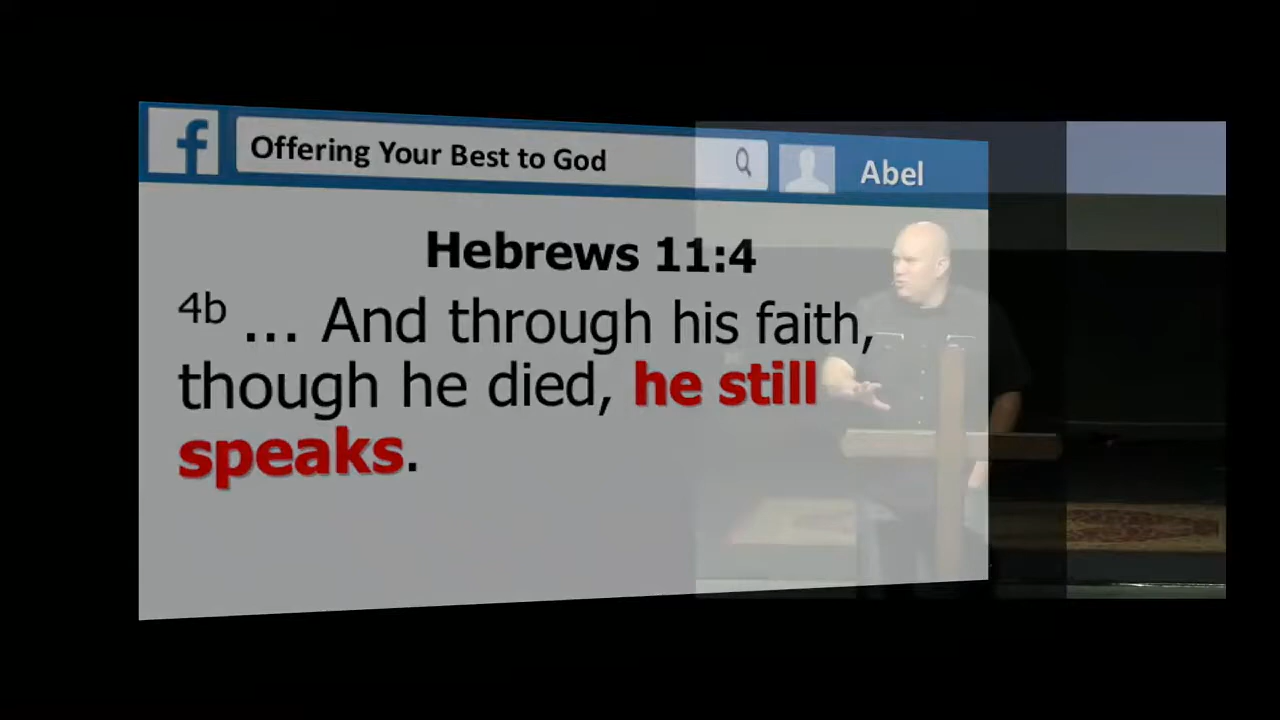 f Offering Your Best to God Abel
Hebrews 11:4
4b ... And through his faith,
though he died, he still
speaks.